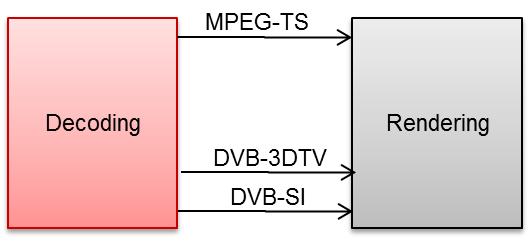 MPEG-TS
Decoding
Rendering
DVB-3DTV
DVB-SI